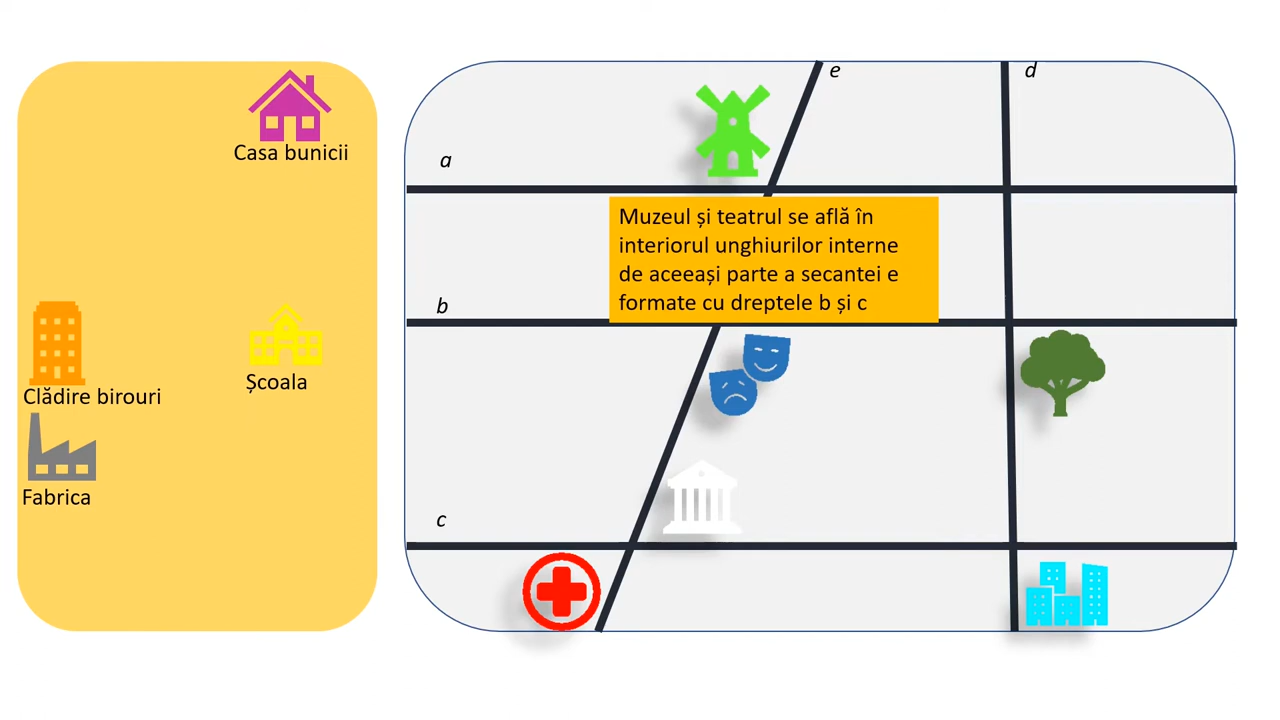 Casa bunicii
Clădire birouri
Școala
Fabrica
e
d
a
Muzeul și teatrul se află în
interiorul unghiurilor interne
de aceeași parte a secantei e
formate cu dreptele b și c
b
c